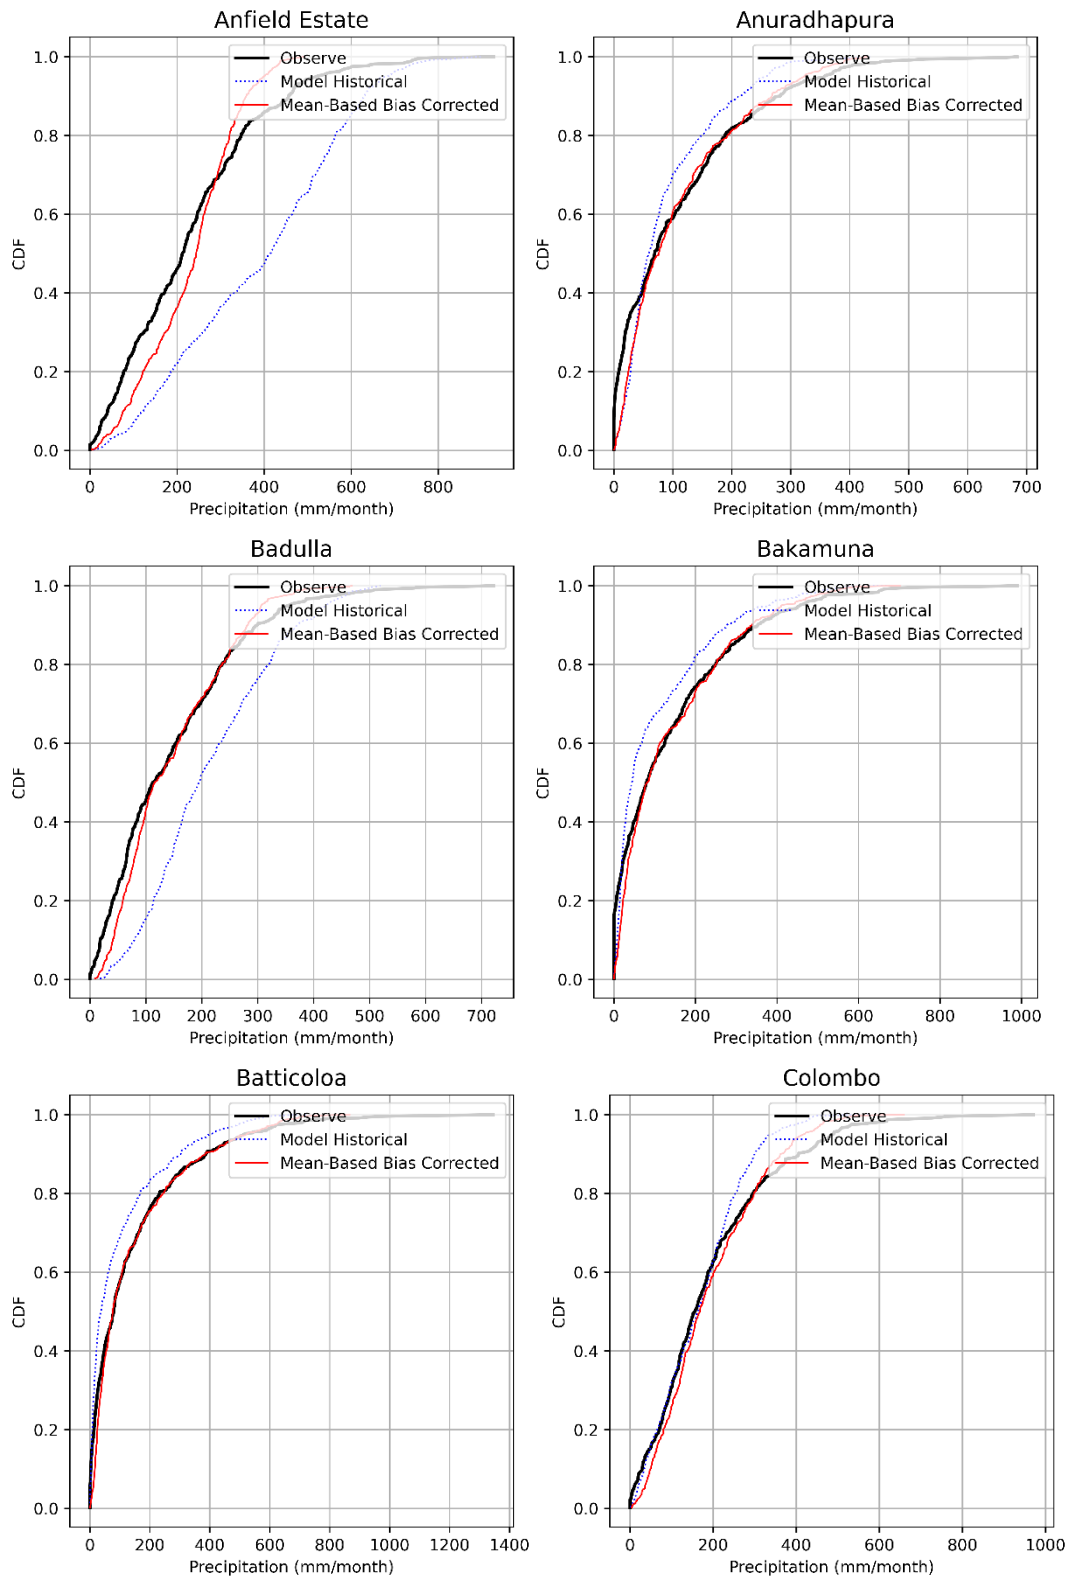 Anfield Estate
Observe
Model Historical
Mean-Based Bias Corrected
CDF
1.0
0.8
0.6
0.4
0.2
0.0
0 200 400 600 800
Precipitation (mm/month)
Anuradhapura
Observe
Model Historical
Mean-Based Bias Corrected
CDF
1.0
0.8
0.6
0.4
0.2
0.0
0 100 200 300 400 500 600 700
Precipitation (mm/month)
Badulla
Observe
Model Historical
Mean-Based Bias Corrected
CDF
1.0
0.8
0.6
0.4
0.2
0.0
0 100 200 300 400 500 600 700
Precipitation (mm/month)
Bakamuna
Observe
Model Historical
Mean-Based Bias Corrected
CDF
1.0
0.8
0.6
0.4
0.2
0.0
0 200 400 600 800 1000
Precipitation (mm/month)
Batticoloa
Observe
Model Historical
Mean-Based Bias Corrected
CDF
1.0
0.8
0.6
0.4
0.2
0.0
0 200 400 600 800 1000 1200 1400
Precipitation (mm/month)
Colombo
Observe
Model Historical
Mean-Based Bias Corrected
CDF
1.0
0.8
0.6
0.4
0.2
0.0
0 200 400 600 800 1000
Precipitation (mm/month)